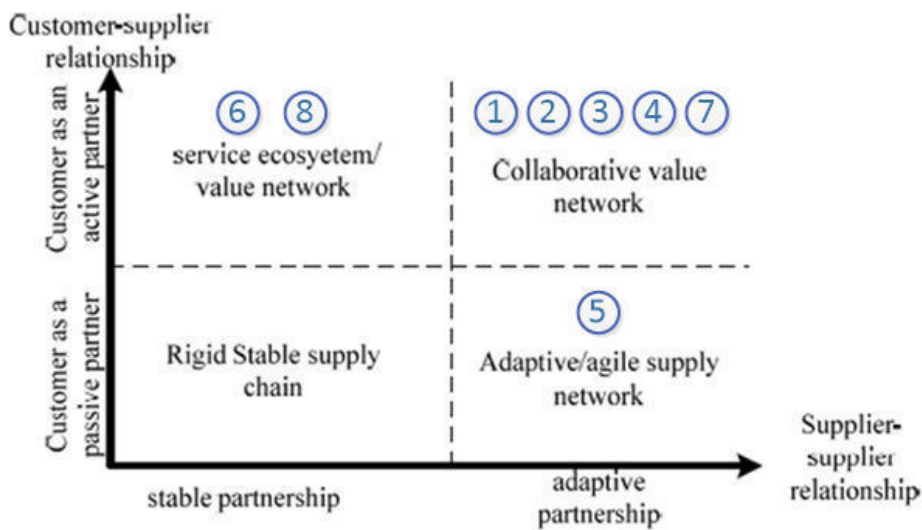 Customer-supplier
relationship
Customer as an
active partner
6 8
service ecosyetem/
value network
1 2 3 4 7
Collaborative value
network
Customer as a
passive partner
Rigid Stable supply
chain
5
Adaptive/agile supply
network
Supplier-
supplier
relationship
stable partnership
adaptive
partnership